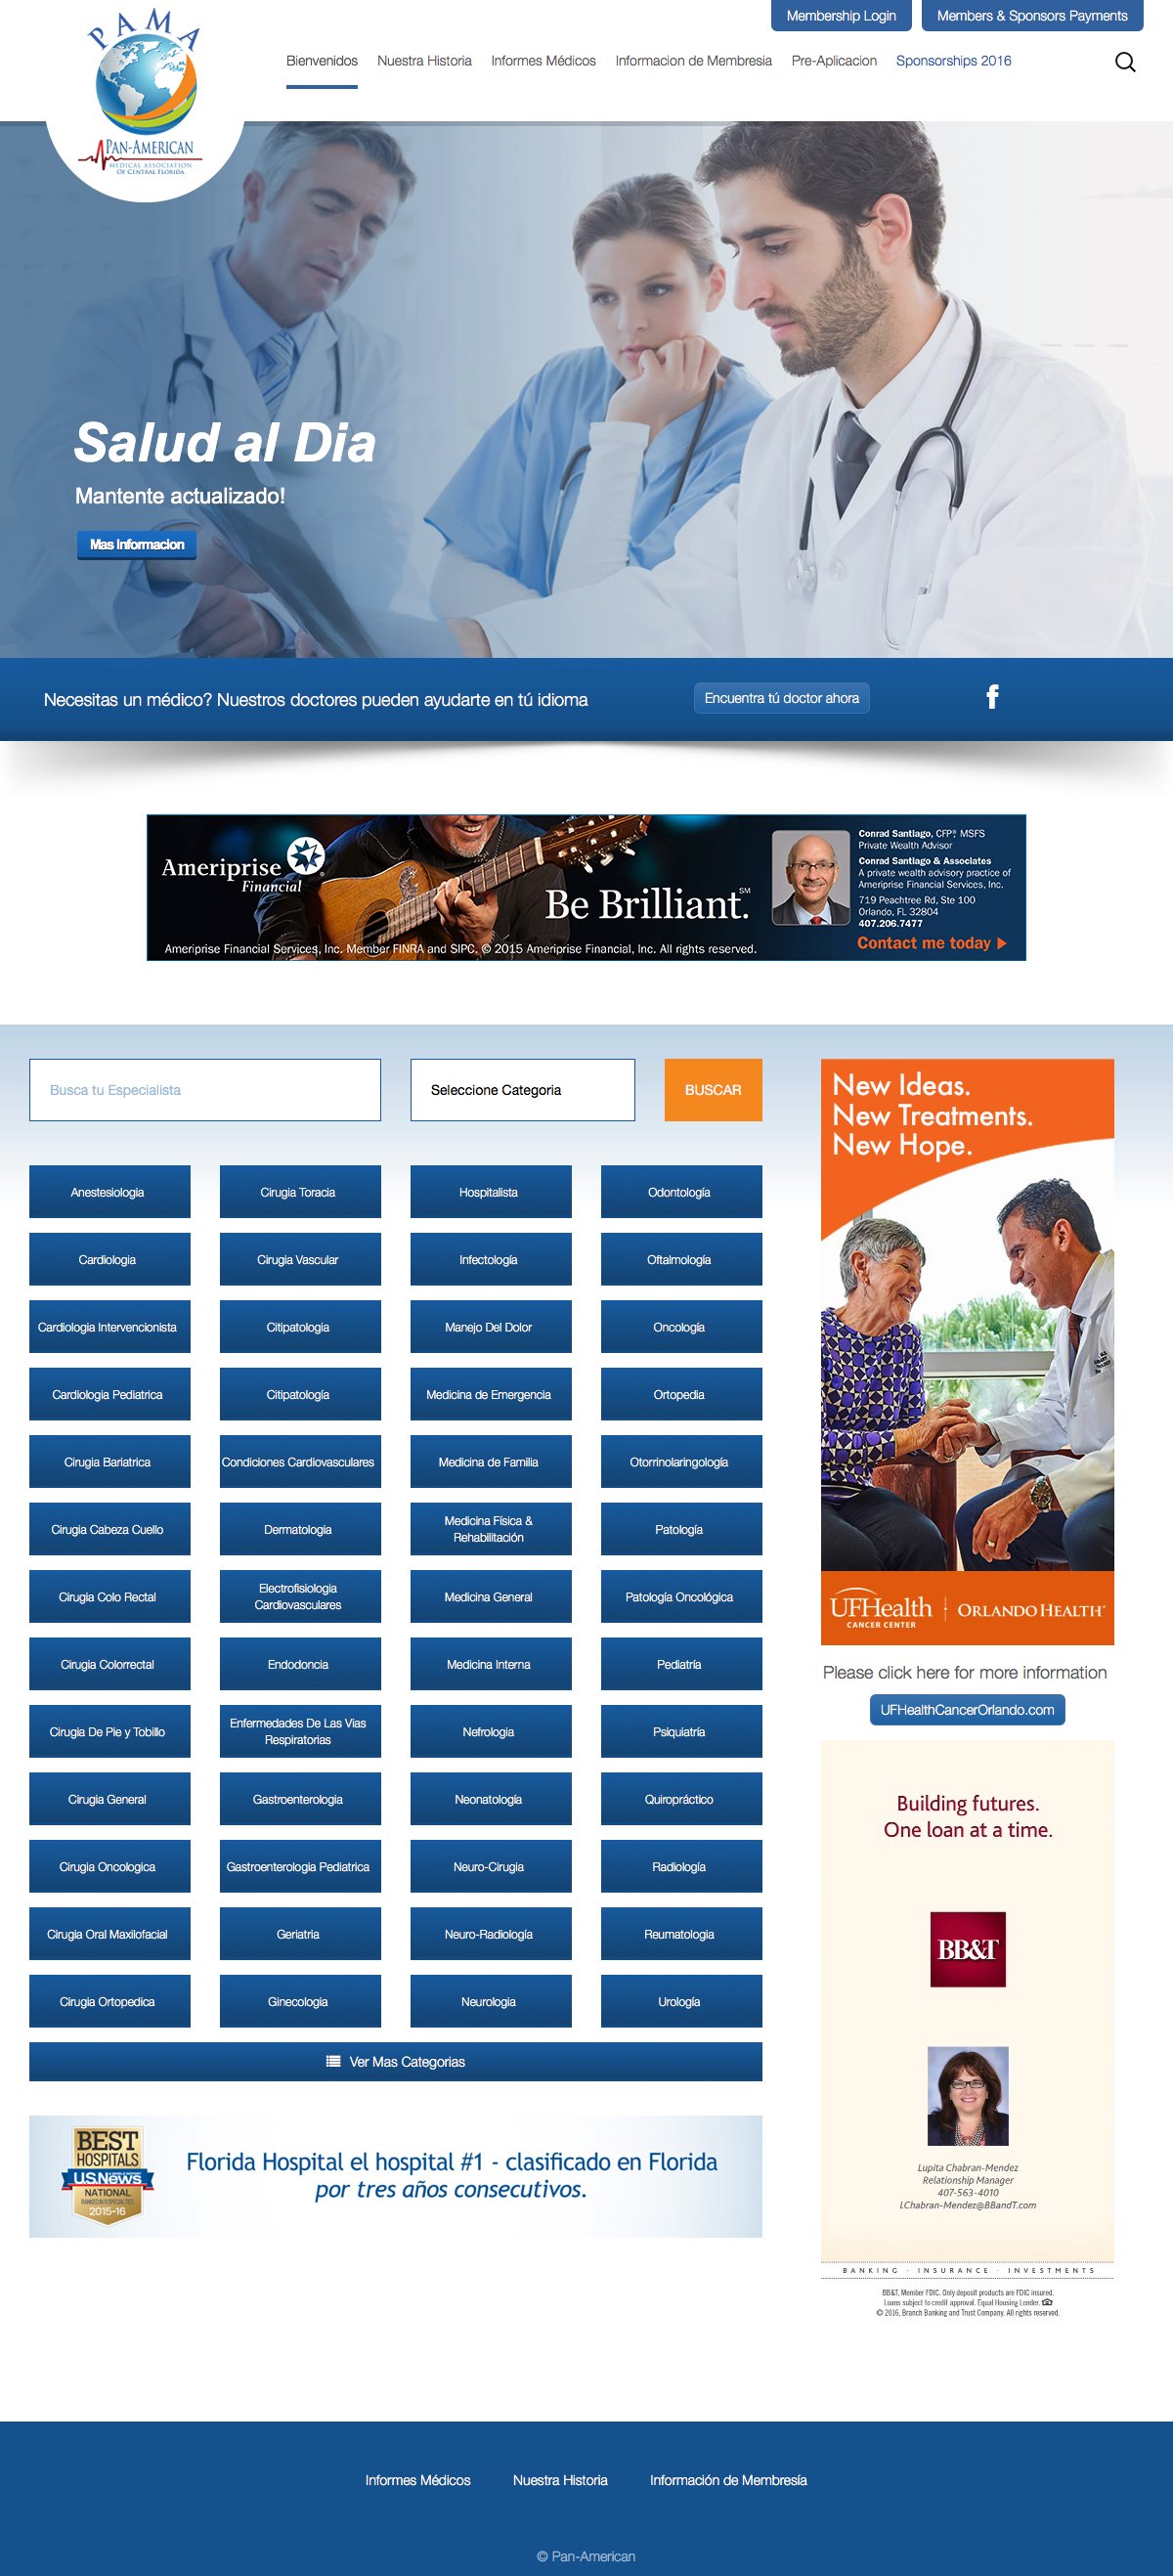 Membership Login
Members & Sponsors Payments
PAMA
PAN-AMERICAN
MEDICAL ASSOCIATION
OF CENTRAL FLORIDA
Bienvenidos
Nuestra Historia
Informes Médicos
Informacion de Membresia
Pre-Aplicacion
Sponsorships 2016
Salud al Dia
Mantente actualizado!
Mas Informacion
Necesitas un médico? Nuestros doctores pueden ayudarte en tú idioma
Encuentra tú doctor ahora
Ameriprise
Financial
Be Brilliant.℠
Conrad Santiago, CFP®, MSFS
Private Wealth Advisor
Conrad Santiago & Associates
A private wealth advisory practice of
Ameriprise Financial Services, Inc.
719 Peachtree Rd, Ste 100
Orlando, FL 32804
407.206.7477
Contact me today
Ameriprise Financial Services, Inc. Member FINRA and SIPC. © 2015 Ameriprise Financial, Inc. All rights reserved.
Busca tu Especialista
Seleccione Categoria
BUSCAR
Anestesiologia
Cirugia Toracia
Hospitalista
Odontología
Cardiologia
Cirugia Vascular
Infectología
Oftalmología
Cardiologia Intervencionista
Citipatologia
Manejo Del Dolor
Oncología
Cardiologia Pediatrica
Citipatología
Medicina de Emergencia
Ortopedia
Cirugia Bariatrica
Condiciones Cardiovasculares
Medicina de Familia
Otorrinolaringología
Cirugia Cabeza Cuello
Dermatologia
Medicina Física &
Rehabilitación
Patología
Cirugia Colo Rectal
Electrofisiologia
Cardiovasculares
Medicina General
Patología Oncológica
Cirugia Colorrectal
Endodoncia
Medicina Interna
Pediatría
Cirugía De Pie y Tobillo
Enfermedades De Las Vias
Respiratorias
Nefrologia
Psiquiatría
Cirugia General
Gastroenterologia
Neonatología
Quiropráctico
Cirugia Oncologica
Gastroenterologia Pediatrica
Neuro-Cirugia
Radiología
Cirugia Oral Maxilofacial
Geriatria
Neuro-Radiología
Reumatologia
Cirugia Ortopedica
Ginecologia
Neurologia
Urología
Ver Mas Categorias
BEST
HOSPITALS
U.S.News
NATIONAL
RANKED IN SPECIALTIES
2015-16
Florida Hospital el hospital #1 - clasificado en Florida
por tres años consecutivos.
New Ideas.
New Treatments.
New Hope.
UFHealth
CANCER CENTER
ORLANDO HEALTH®
Please click here for more information
UFHealthCancerOrlando.com
Building futures.
One loan at a time.
BB&T
Lupita Chabran-Mendez
Relationship Manager
407-563-4010
LChabran-Mendez@BBandT.com
BANKING · INSURANCE · INVESTMENTS
BB&T, Member FDIC. Only deposit products are FDIC insured.
Loans subject to credit approval. Equal Housing Lender.
© 2016, Branch Banking and Trust Company. All rights reserved.
Informes Médicos
Nuestra Historia
Información de Membresía
© Pan-American